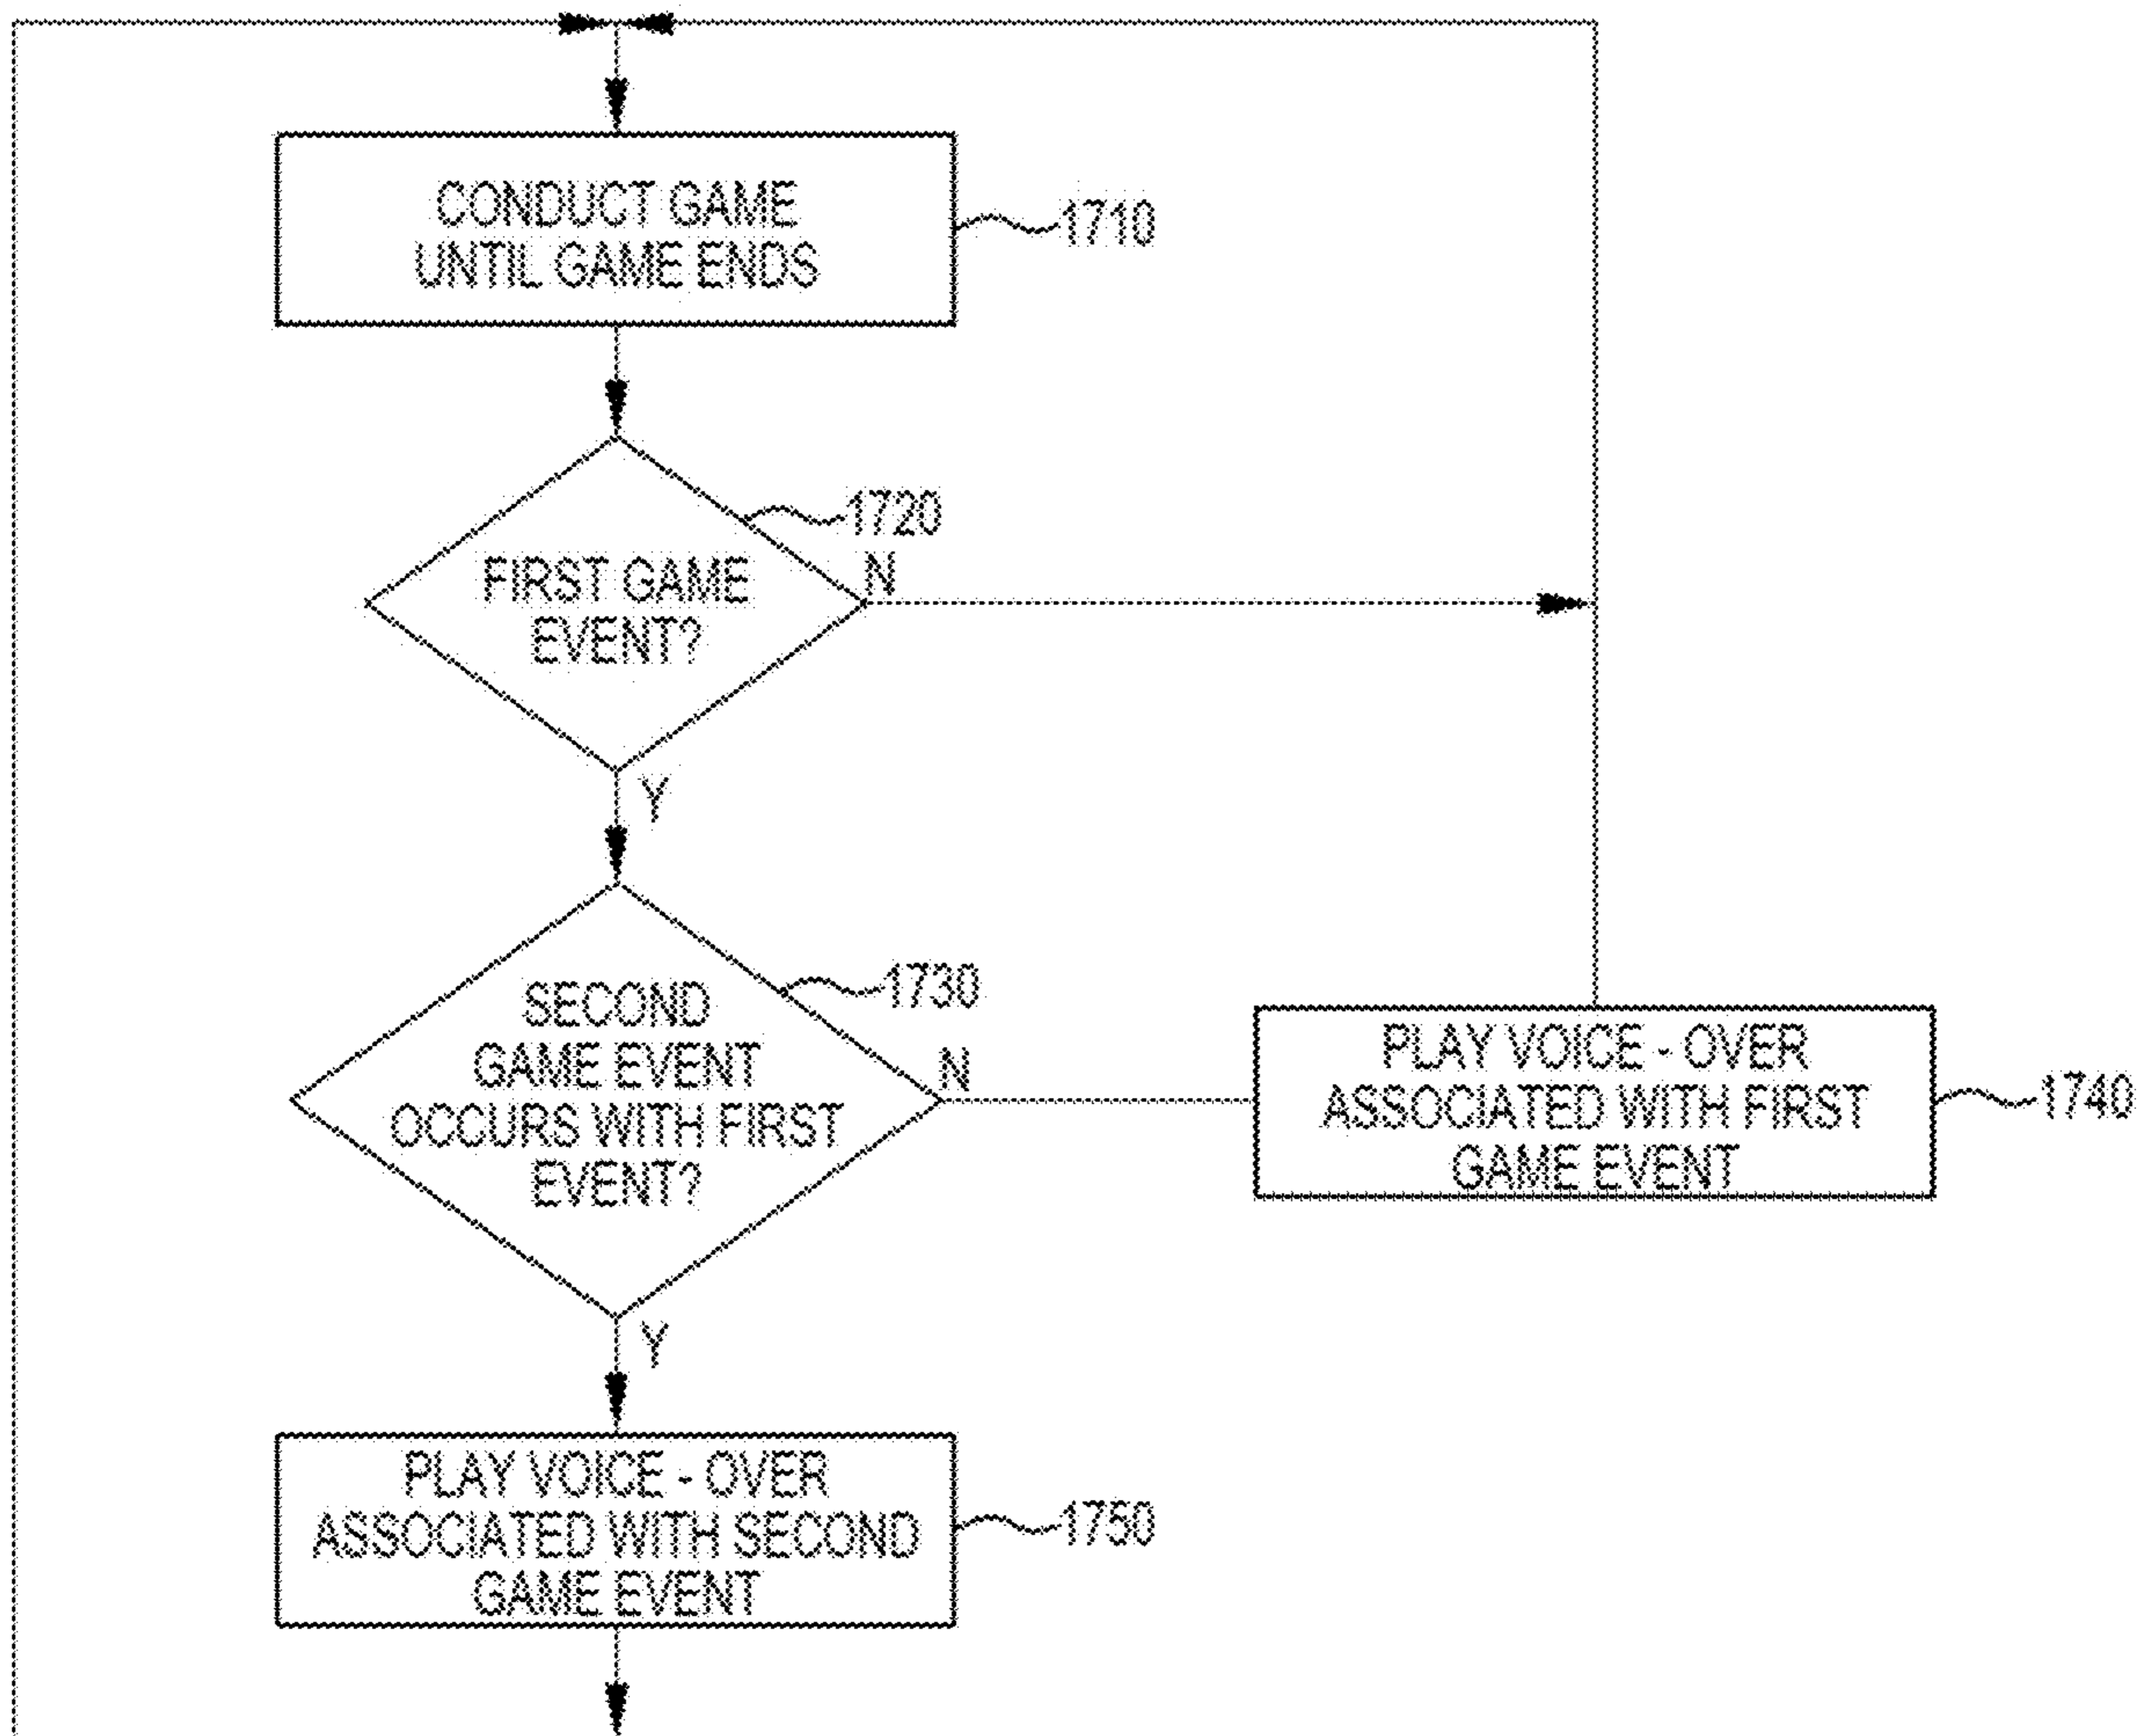 CONDUCT GAME
UNTIL GAME ENDS
1710
1720
N
FIRST GAME
EVENT?
Y
1730
SECOND
GAME EVENT
OCCURS WITH FIRST
EVENT?
N
PLAY VOICE - OVER
ASSOCIATED WITH FIRST
GAME EVENT
1740
Y
PLAY VOICE - OVER
ASSOCIATED WITH SECOND
GAME EVENT
1750